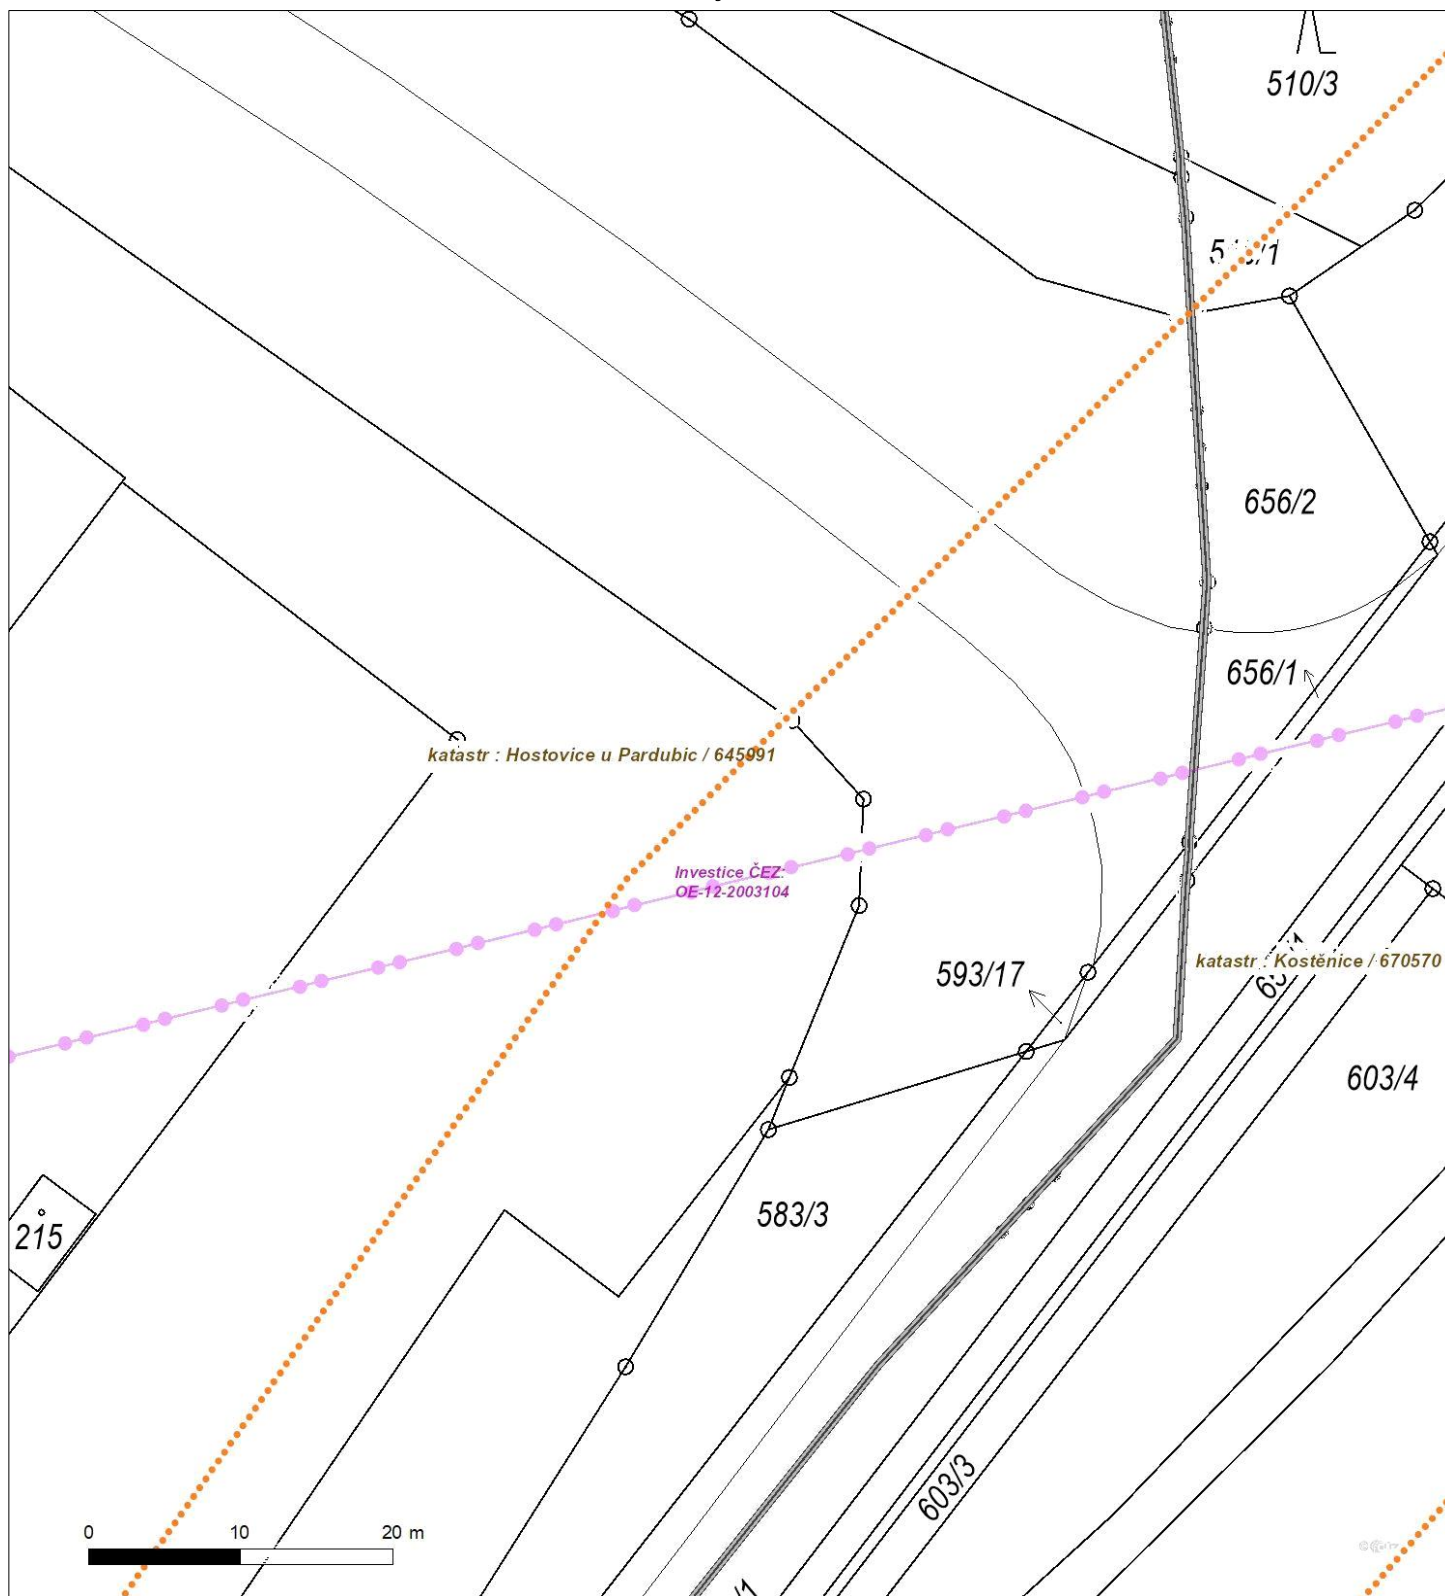 510/3
656/2
656/1
katastr : Hostovice u Pardubic / 645991
Investice ČEZ:
OE-12-2003104
593/17
katastr : Kostěnice / 670570
603/4
583/3
215
603/3
0 10 20 m